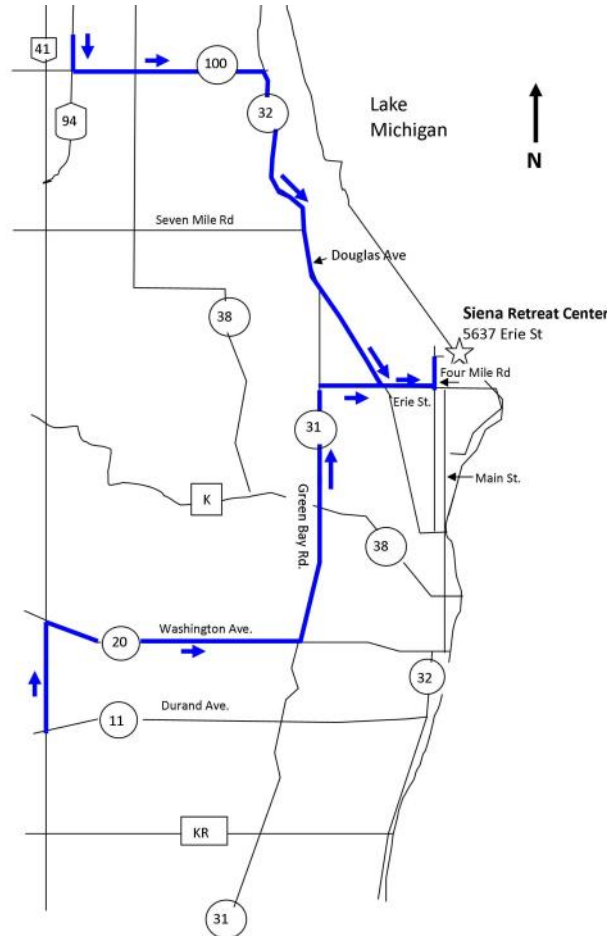 41
100
94
32
Lake
Michigan
N
Seven Mile Rd
Douglas Ave
38
Siena Retreat Center
5637 Erie St
Four Mile Rd
Erie St.
31
Main St.
K
Green Bay Rd.
38
Washington Ave.
20
32
Durand Ave.
11
KR
31